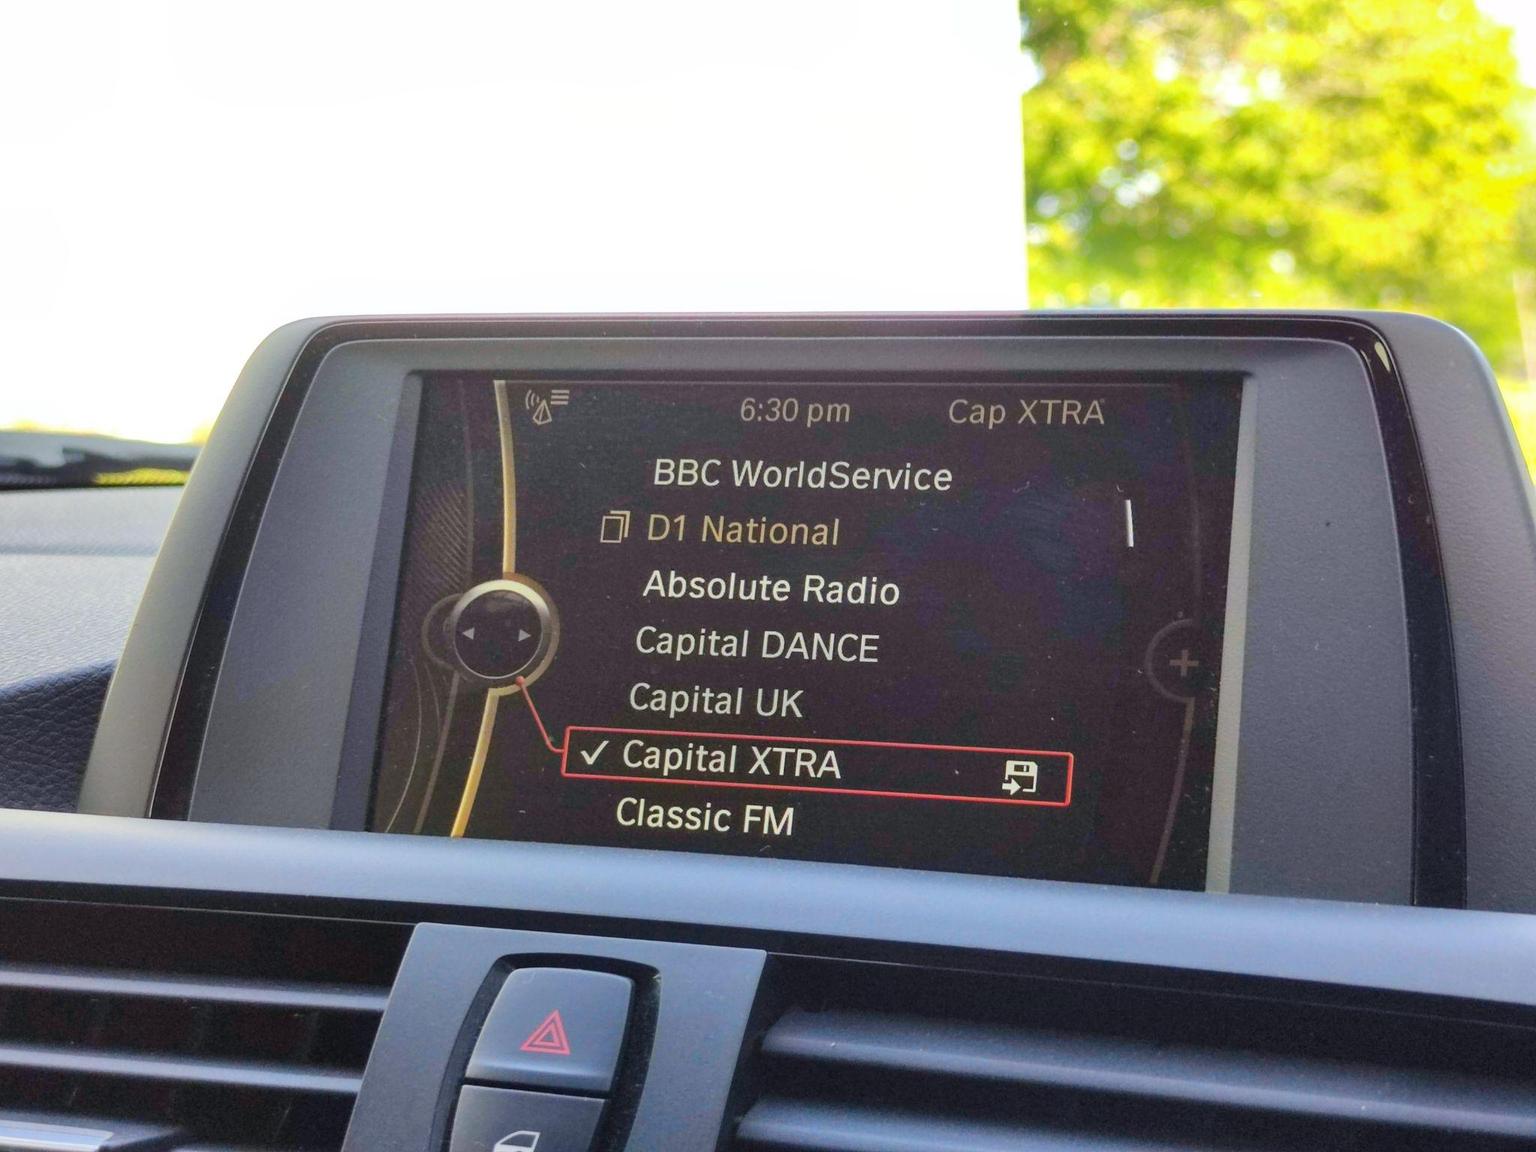 6:30 pm Cap XTRA
BBC WorldService
D1 National
Absolute Radio
Capital DANCE
Capital UK
Capital XTRA
Classic FM